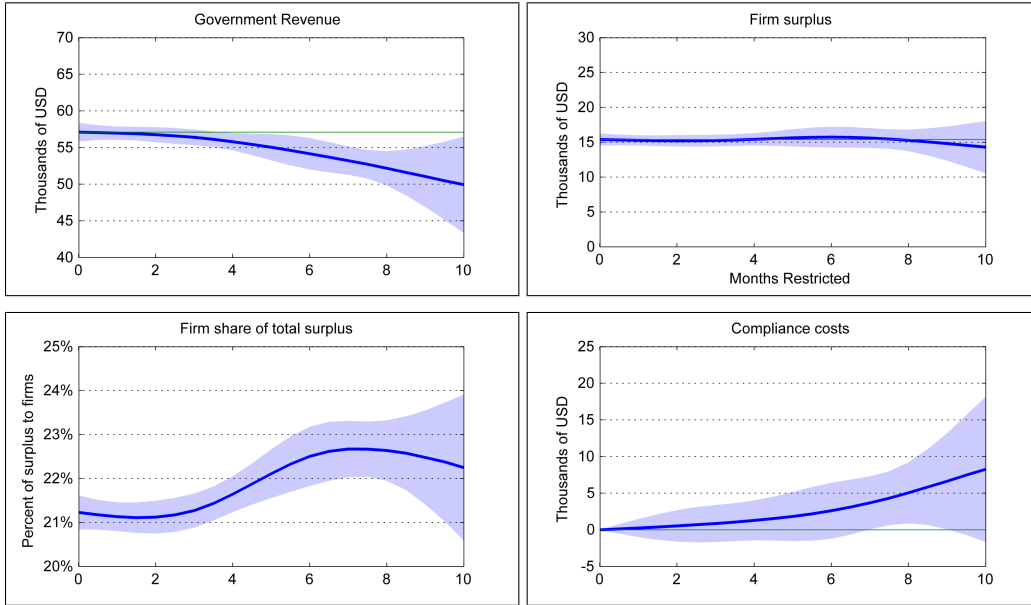 Government Revenue
70
65
60
55
50
45
40
Thousands of USD
0 2 4 6 8 10
Firm surplus
30
25
20
15
10
5
0
Thousands of USD
0 2 4 6 8 10
Months Restricted
Firm share of total surplus
25%
24%
23%
22%
21%
20%
Percent of surplus to firms
0 2 4 6 8 10
Compliance costs
25
20
15
10
5
0
-5
Thousands of USD
0 2 4 6 8 10